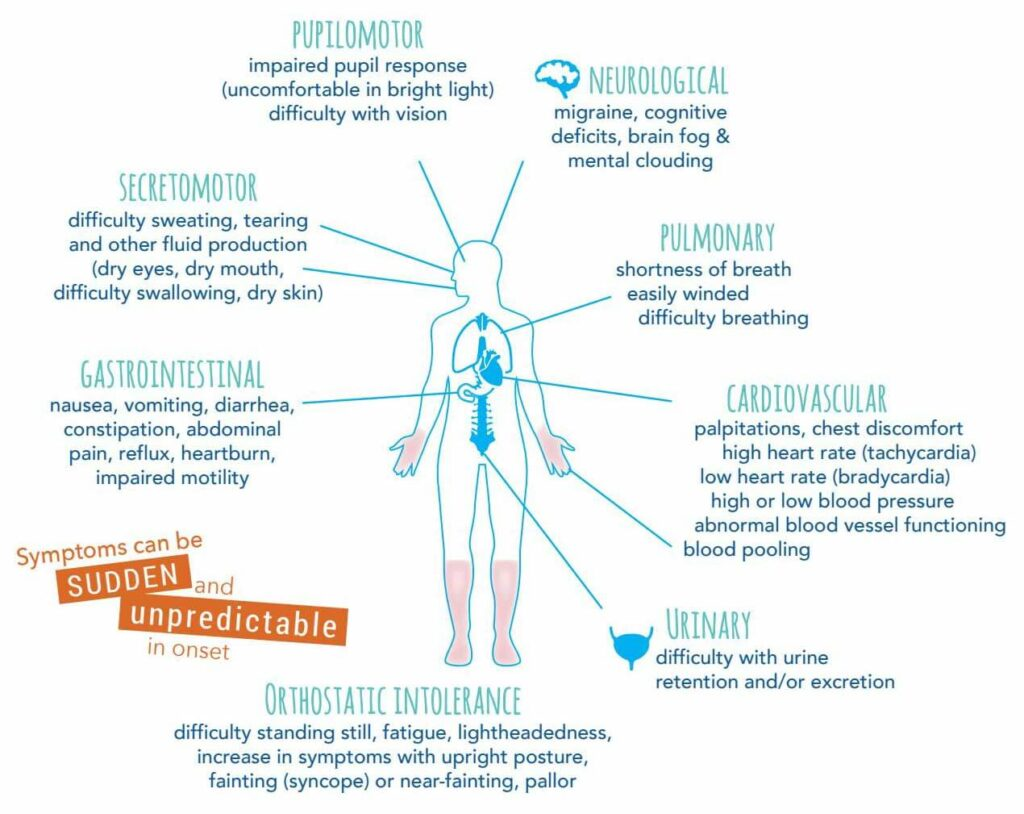 PUPILOMOTOR
impaired pupil response
(uncomfortable in bright light)
difficulty with vision
NEUROLOGICAL
migraine, cognitive
deficits, brain fog &
mental clouding
SECRETOMOTOR
difficulty sweating, tearing
and other fluid production
(dry eyes, dry mouth,
difficulty swallowing, dry skin)
PULMONARY
shortness of breath
easily winded
difficulty breathing
GASTROINTESTINAL
nausea, vomiting, diarrhea,
constipation, abdominal
pain, reflux, heartburn,
impaired motility
CARDIOVASCULAR
palpitations, chest discomfort
high heart rate (tachycardia)
low heart rate (bradycardia)
high or low blood pressure
abnormal blood vessel functioning
blood pooling
Symptoms can be
SUDDEN and
unpredictable
in onset
URINARY
difficulty with urine
retention and/or excretion
ORTHOSTATIC INTOLERANCE
difficulty standing still, fatigue, lightheadedness,
increase in symptoms with upright posture,
fainting (syncope) or near-fainting, pallor